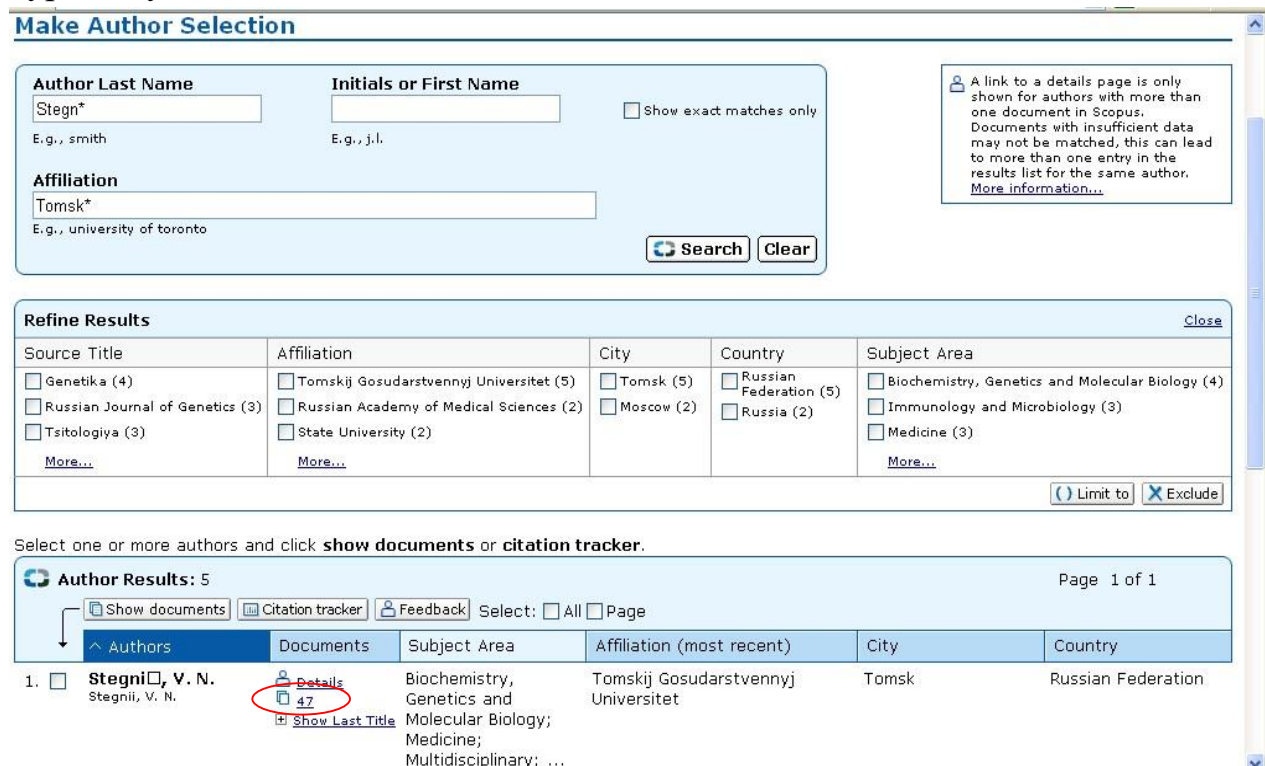 Make Author Selection
Author Last Name
Initials or First Name
Stegn*
Show exact matches only
E.g., smith
E.g., j.l.
Affiliation
Tomsk*
E.g., university of toronto
Search
Clear
A link to a details page is only
shown for authors with more than
one document in Scopus.
Documents with insufficient data
may not be matched, this can lead
to more than one entry in the
results list for the same author.
More information...
Refine Results
Close
Source Title
Affiliation
City
Country
Subject Area
Genetika (4)
Russian Journal of Genetics (3)
Tsitologiya (3)
More...
Tomskij Gosudarstvennyj Universitet (5)
Russian Academy of Medical Sciences (2)
State University (2)
More...
Tomsk (5)
Moscow (2)
Russian
Federation (5)
Russia (2)
Biochemistry, Genetics and Molecular Biology (4)
Immunology and Microbiology (3)
Medicine (3)
More...
Limit to
Exclude
Select one or more authors and click show documents or citation tracker.
Author Results: 5
Page 1 of 1
Show documents
Citation tracker
Feedback
Select:
All
Page
Authors
Documents
Subject Area
Affiliation (most recent)
City
Country
1.
Stegni□, V. N.
Stegnii, V. N.
Details
47
Show Last Title
Biochemistry,
Genetics and
Molecular Biology;
Medicine;
Multidisciplinary; ...
Tomskij Gosudarstvennyj
Universitet
Tomsk
Russian Federation